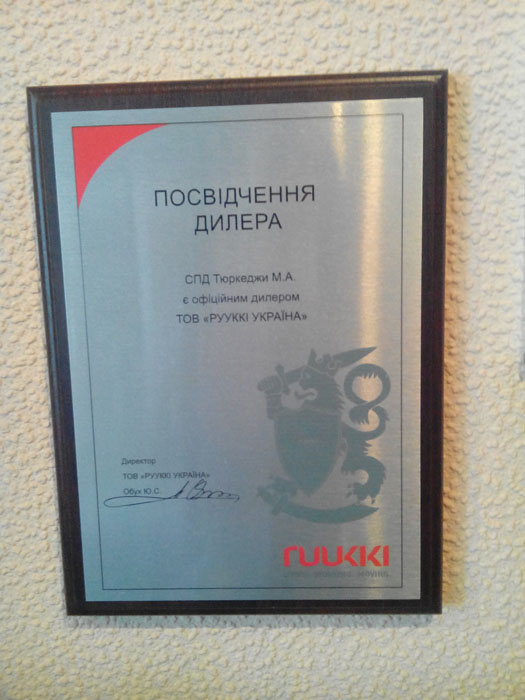 ПОСВІДЧЕННЯ
ДИЛЕРА
СПД Тюркеджи М.А.
є офіційним дилером
ТОВ «РУУККІ УКРАЇНА»
Директор
ТОВ «РУУККІ УКРАЇНА»
Обух Ю.С.
RUUKKI